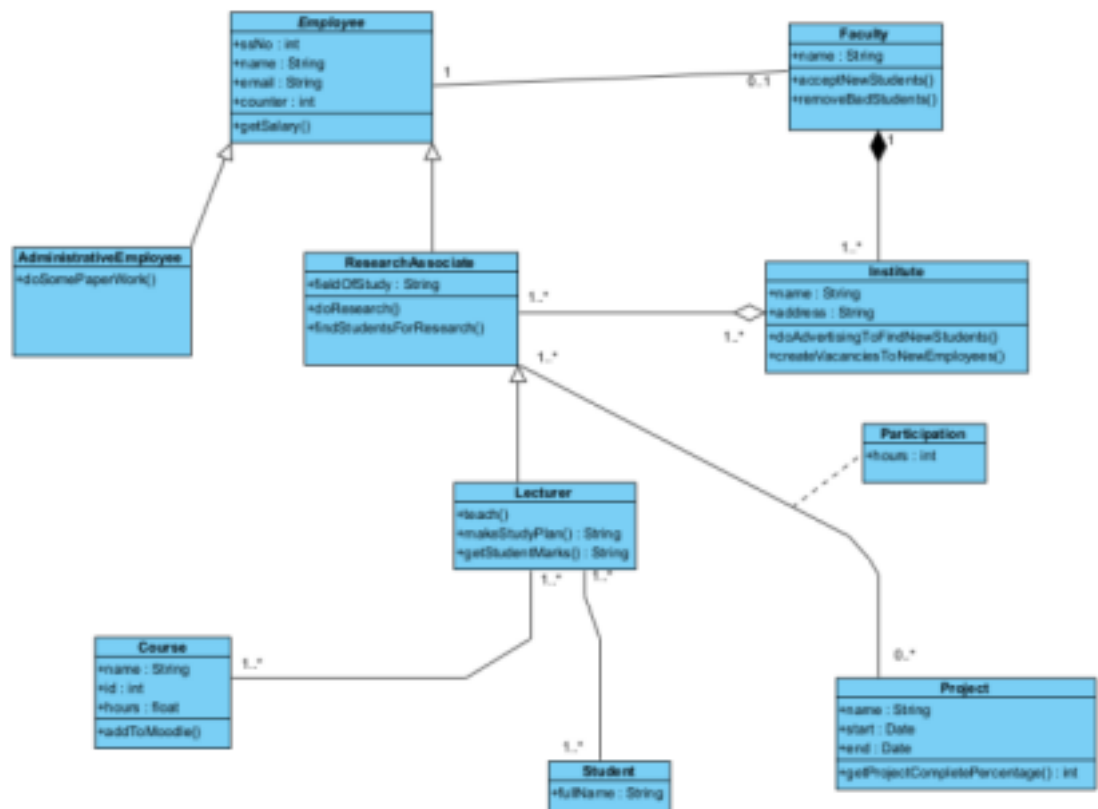 Employee
+ssNo : int
+name : String
+email : String
+counter : int
+getSalary()
1
0..1
Faculty
+name : String
+acceptNewStudents()
+removeBadStudents()
1
1..*
AdministrativeEmployee
+doSomePaperWork()
ResearchAssociate
+fieldOfStudy : String
+doResearch()
+findStudentsForResearch()
1..*
1..*
Institute
+name : String
+address : String
+doAdvertisingToFindNewStudents()
+createVacanciesToNewEmployees()
1..*
Participation
+hours : int
Lecturer
+teach()
+makeStudyPlan() : String
+getStudentMarks() : String
1..*
1..*
Course
+name : String
+id : int
+hours : float
+addToMoodle()
1..*
0..*
Project
+name : String
+start : Date
+end : Date
+getProjectCompletePercentage() : int
1..*
Student
+fullName : String